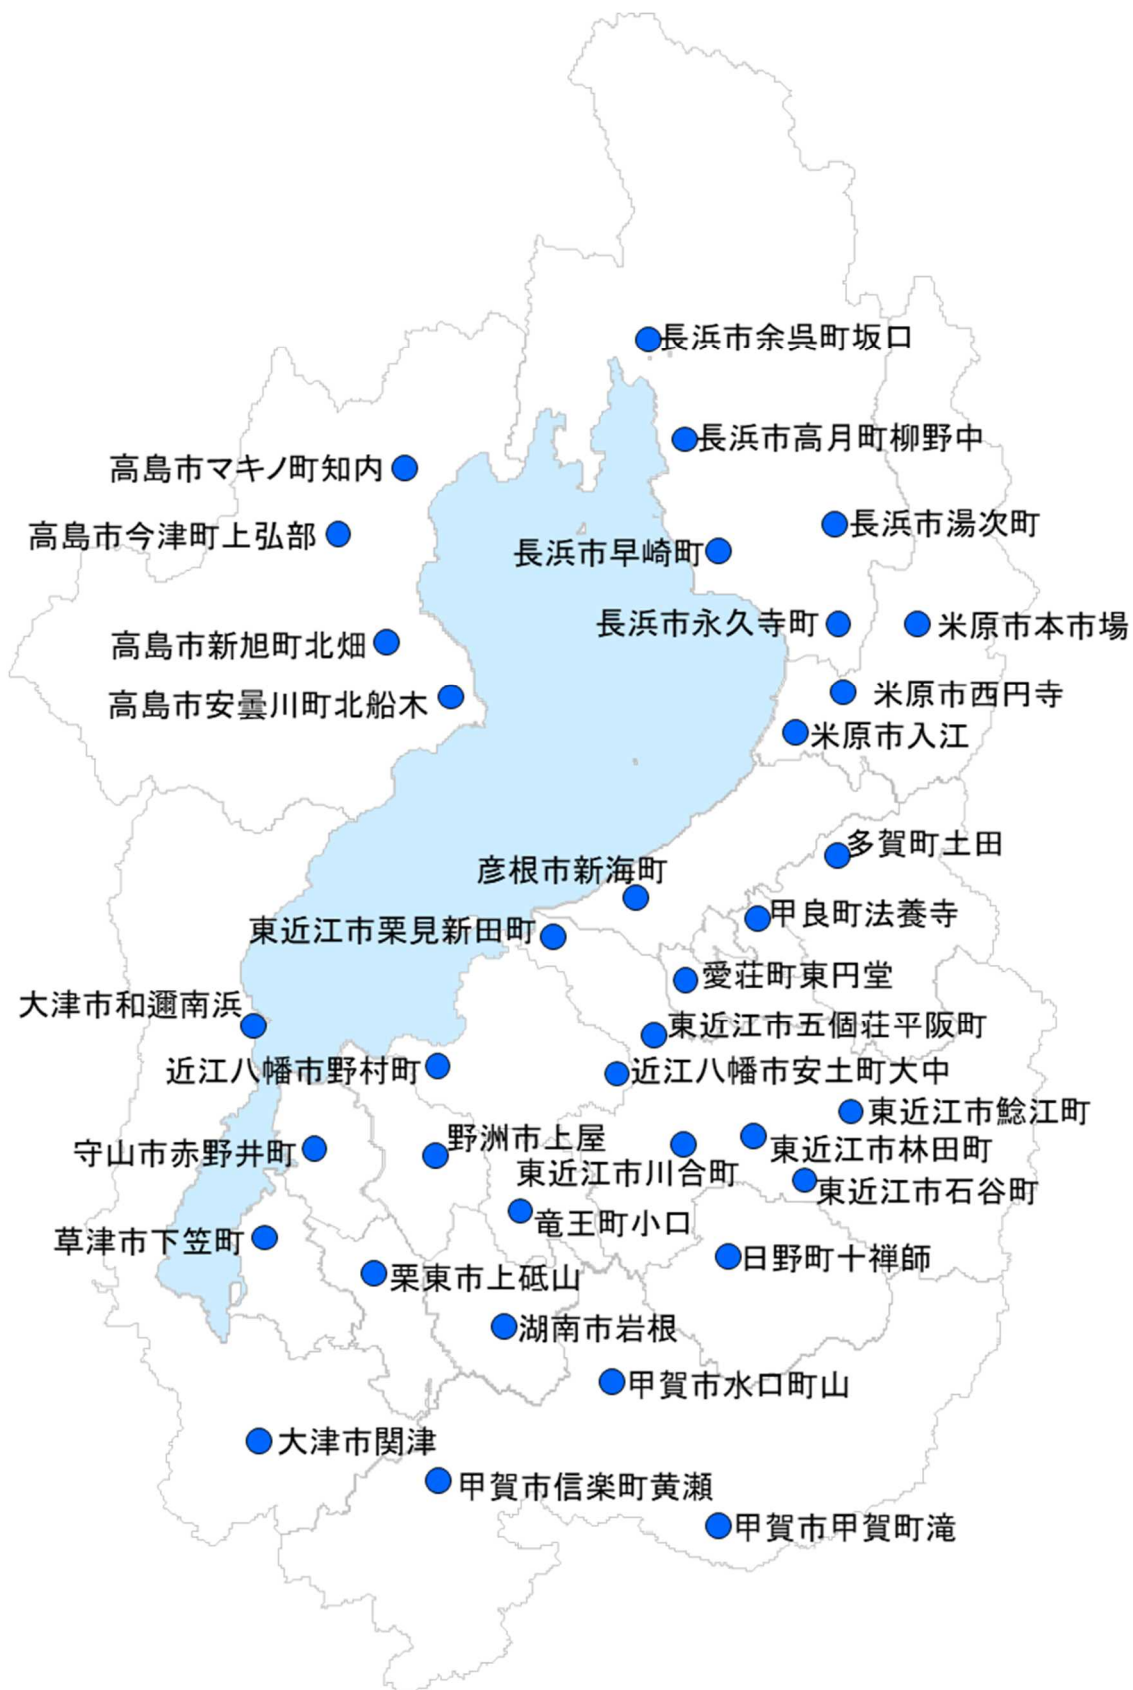 長浜市余呉町坂口
長浜市高月町柳野中
高島市マキノ町知内
長浜市湯次町
高島市今津町上弘部
長浜市早崎町
長浜市永久寺町
米原市本市場
高島市新旭町北畑
米原市西円寺
高島市安曇川町北船木
米原市入江
多賀町土田
彦根市新海町
甲良町法養寺
東近江市栗見新田町
愛荘町東円堂
大津市和邇南浜
東近江市五個荘平阪町
近江八幡市野村町
近江八幡市安土町大中
東近江市鯰江町
野洲市上屋
守山市赤野井町
東近江市林田町
東近江市川合町
東近江市石谷町
竜王町小口
草津市下笠町
日野町十禅師
栗東市上砥山
湖南市岩根
甲賀市水口町山
大津市関津
甲賀市信楽町黄瀬
甲賀市甲賀町滝